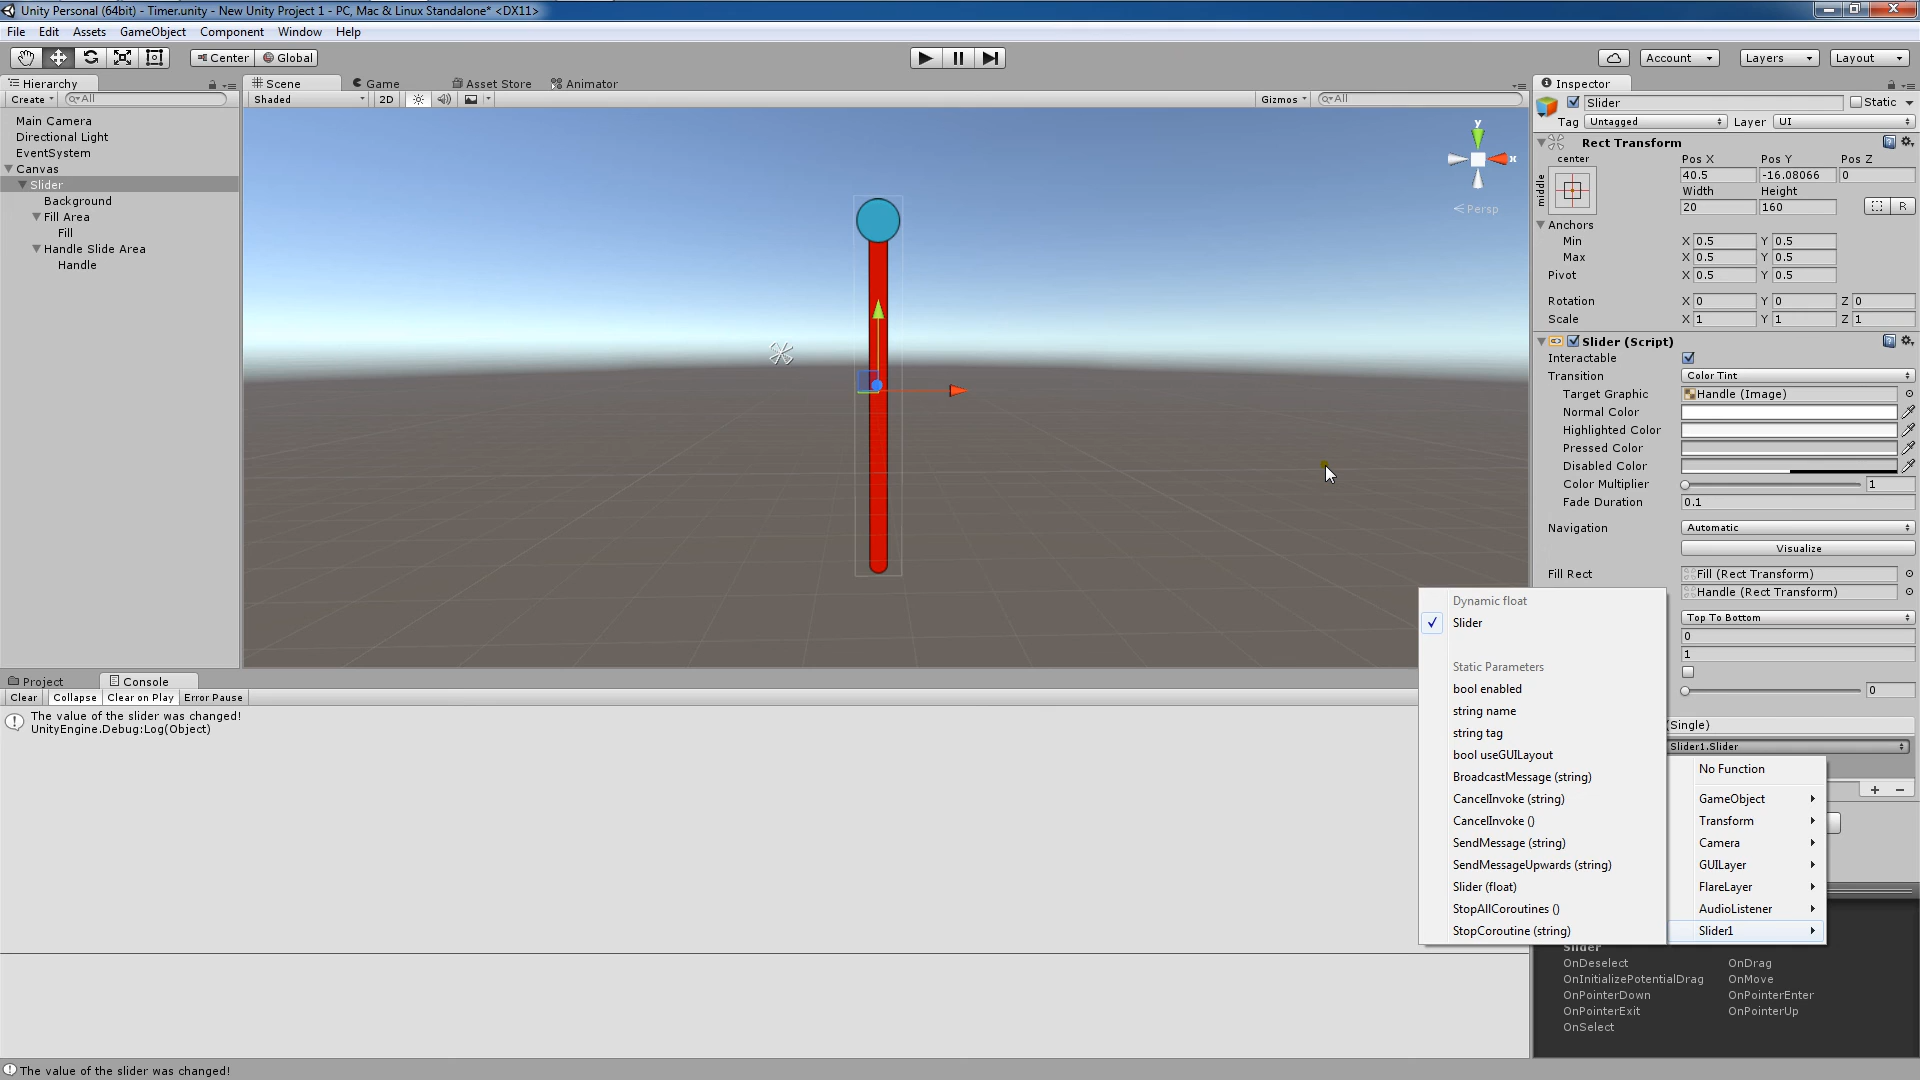 Unity Personal (64bit) - Timer.unity - New Unity Project 1 - PC, Mac & Linux Standalone* <DX11>
File Edit Assets GameObject Component Window Help
Center Global Account Layers Layout
Hierarchy
Create All
Main Camera
Directional Light
EventSystem
Canvas
Slider
Background
Fill Area
Fill
Handle Slide Area
Handle
Scene Game Asset Store Animator
Shaded 2D Gizmos All
y
x
Persp
Inspector
Slider Static
Tag Untagged Layer UI
Rect Transform
center
middle
Pos X Pos Y Pos Z
40.5 -16.08066 0
Width Height
20 160 R
Anchors
Min X 0.5 Y 0.5
Max X 0.5 Y 0.5
Pivot X 0.5 Y 0.5
Rotation X 0 Y 0 Z 0
Scale X 1 Y 1 Z 1
Slider (Script)
Interactable
Transition Color Tint
Target Graphic Handle (Image)
Normal Color
Highlighted Color
Pressed Color
Disabled Color
Color Multiplier 1
Fade Duration 0.1
Navigation Automatic
Visualize
Fill Rect Fill (Rect Transform)
Handle (Rect Transform)
Top To Bottom
0
1
0
(Single)
Slider1.Slider
Dynamic float
Slider
Static Parameters
bool enabled
string name
string tag
bool useGUILayout
BroadcastMessage (string)
CancelInvoke (string)
CancelInvoke ()
SendMessage (string)
SendMessageUpwards (string)
Slider (float)
StopAllCoroutines ()
StopCoroutine (string)
No Function
GameObject
Transform
Camera
GUILayer
FlareLayer
AudioListener
Slider1
Slider
OnDeselect OnDrag
OnInitializePotentialDrag OnMove
OnPointerDown OnPointerEnter
OnPointerExit OnPointerUp
OnSelect
Project Console
Clear Collapse Clear on Play Error Pause
The value of the slider was changed!
UnityEngine.Debug:Log(Object)
The value of the slider was changed!